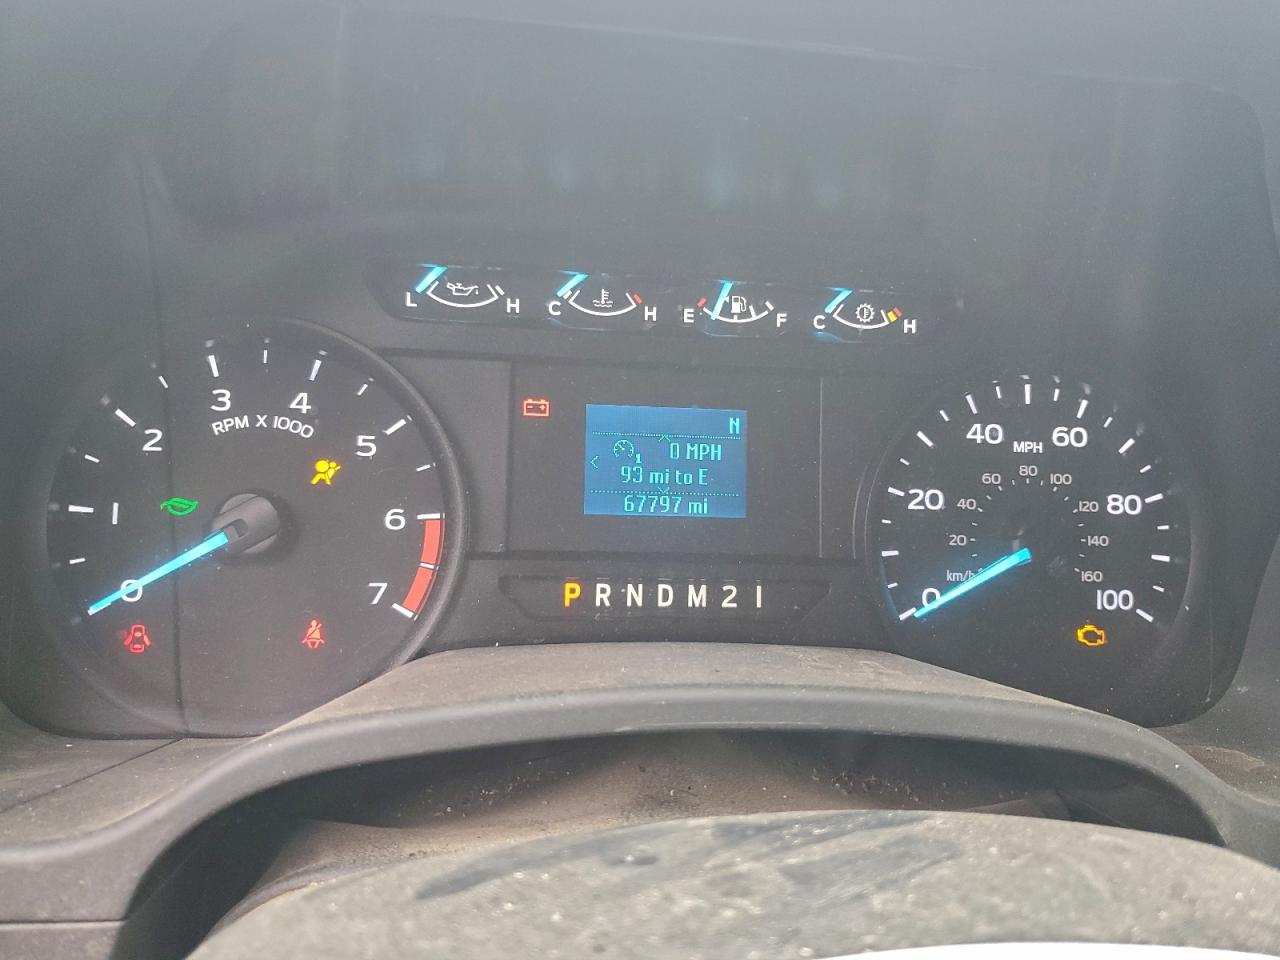 L H C H E F C H
3 4
RPM X 1000
2 5
1 6
0 7
N
1 0 MPH
93 mi to E
67797 mi
P R N D M 2 1
40 MPH 60
60 80 100
20 40 120 80
20 140
km/h 160
0 100